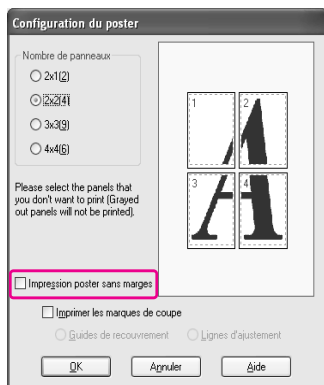 Configuration du poster
Nombre de panneaux
2x1(2)
2x2(4)
3x3(9)
4x4(6)
Please select the panels that
you don't want to print (Grayed
out panels will not be printed).
1
2
3
4
Impression poster sans marges
Imprimer les marques de coupe
Guides de recouvrement
Lignes d'ajustement
OK
Annuler
Aide